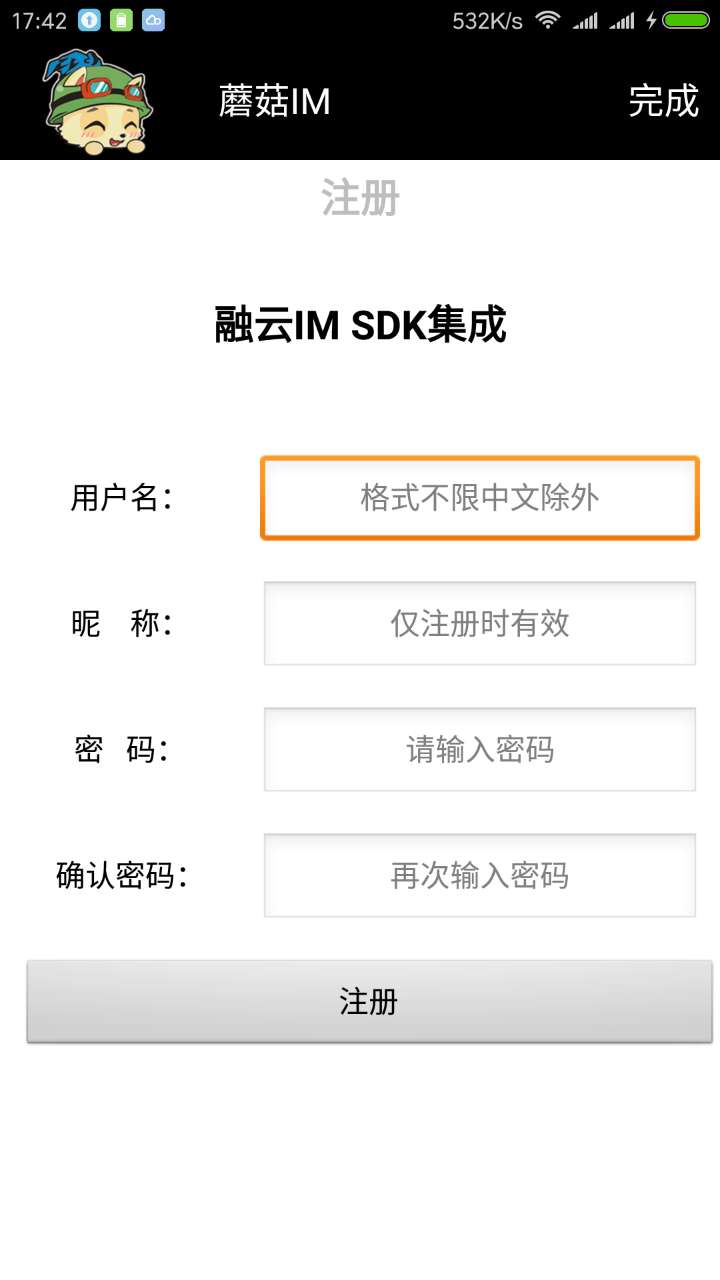 17:42 532K/s
蘑菇IM 完成
注册
融云IM SDK集成
用户名： 格式不限中文除外
昵 称： 仅注册时有效
密 码： 请输入密码
确认密码： 再次输入密码
注册